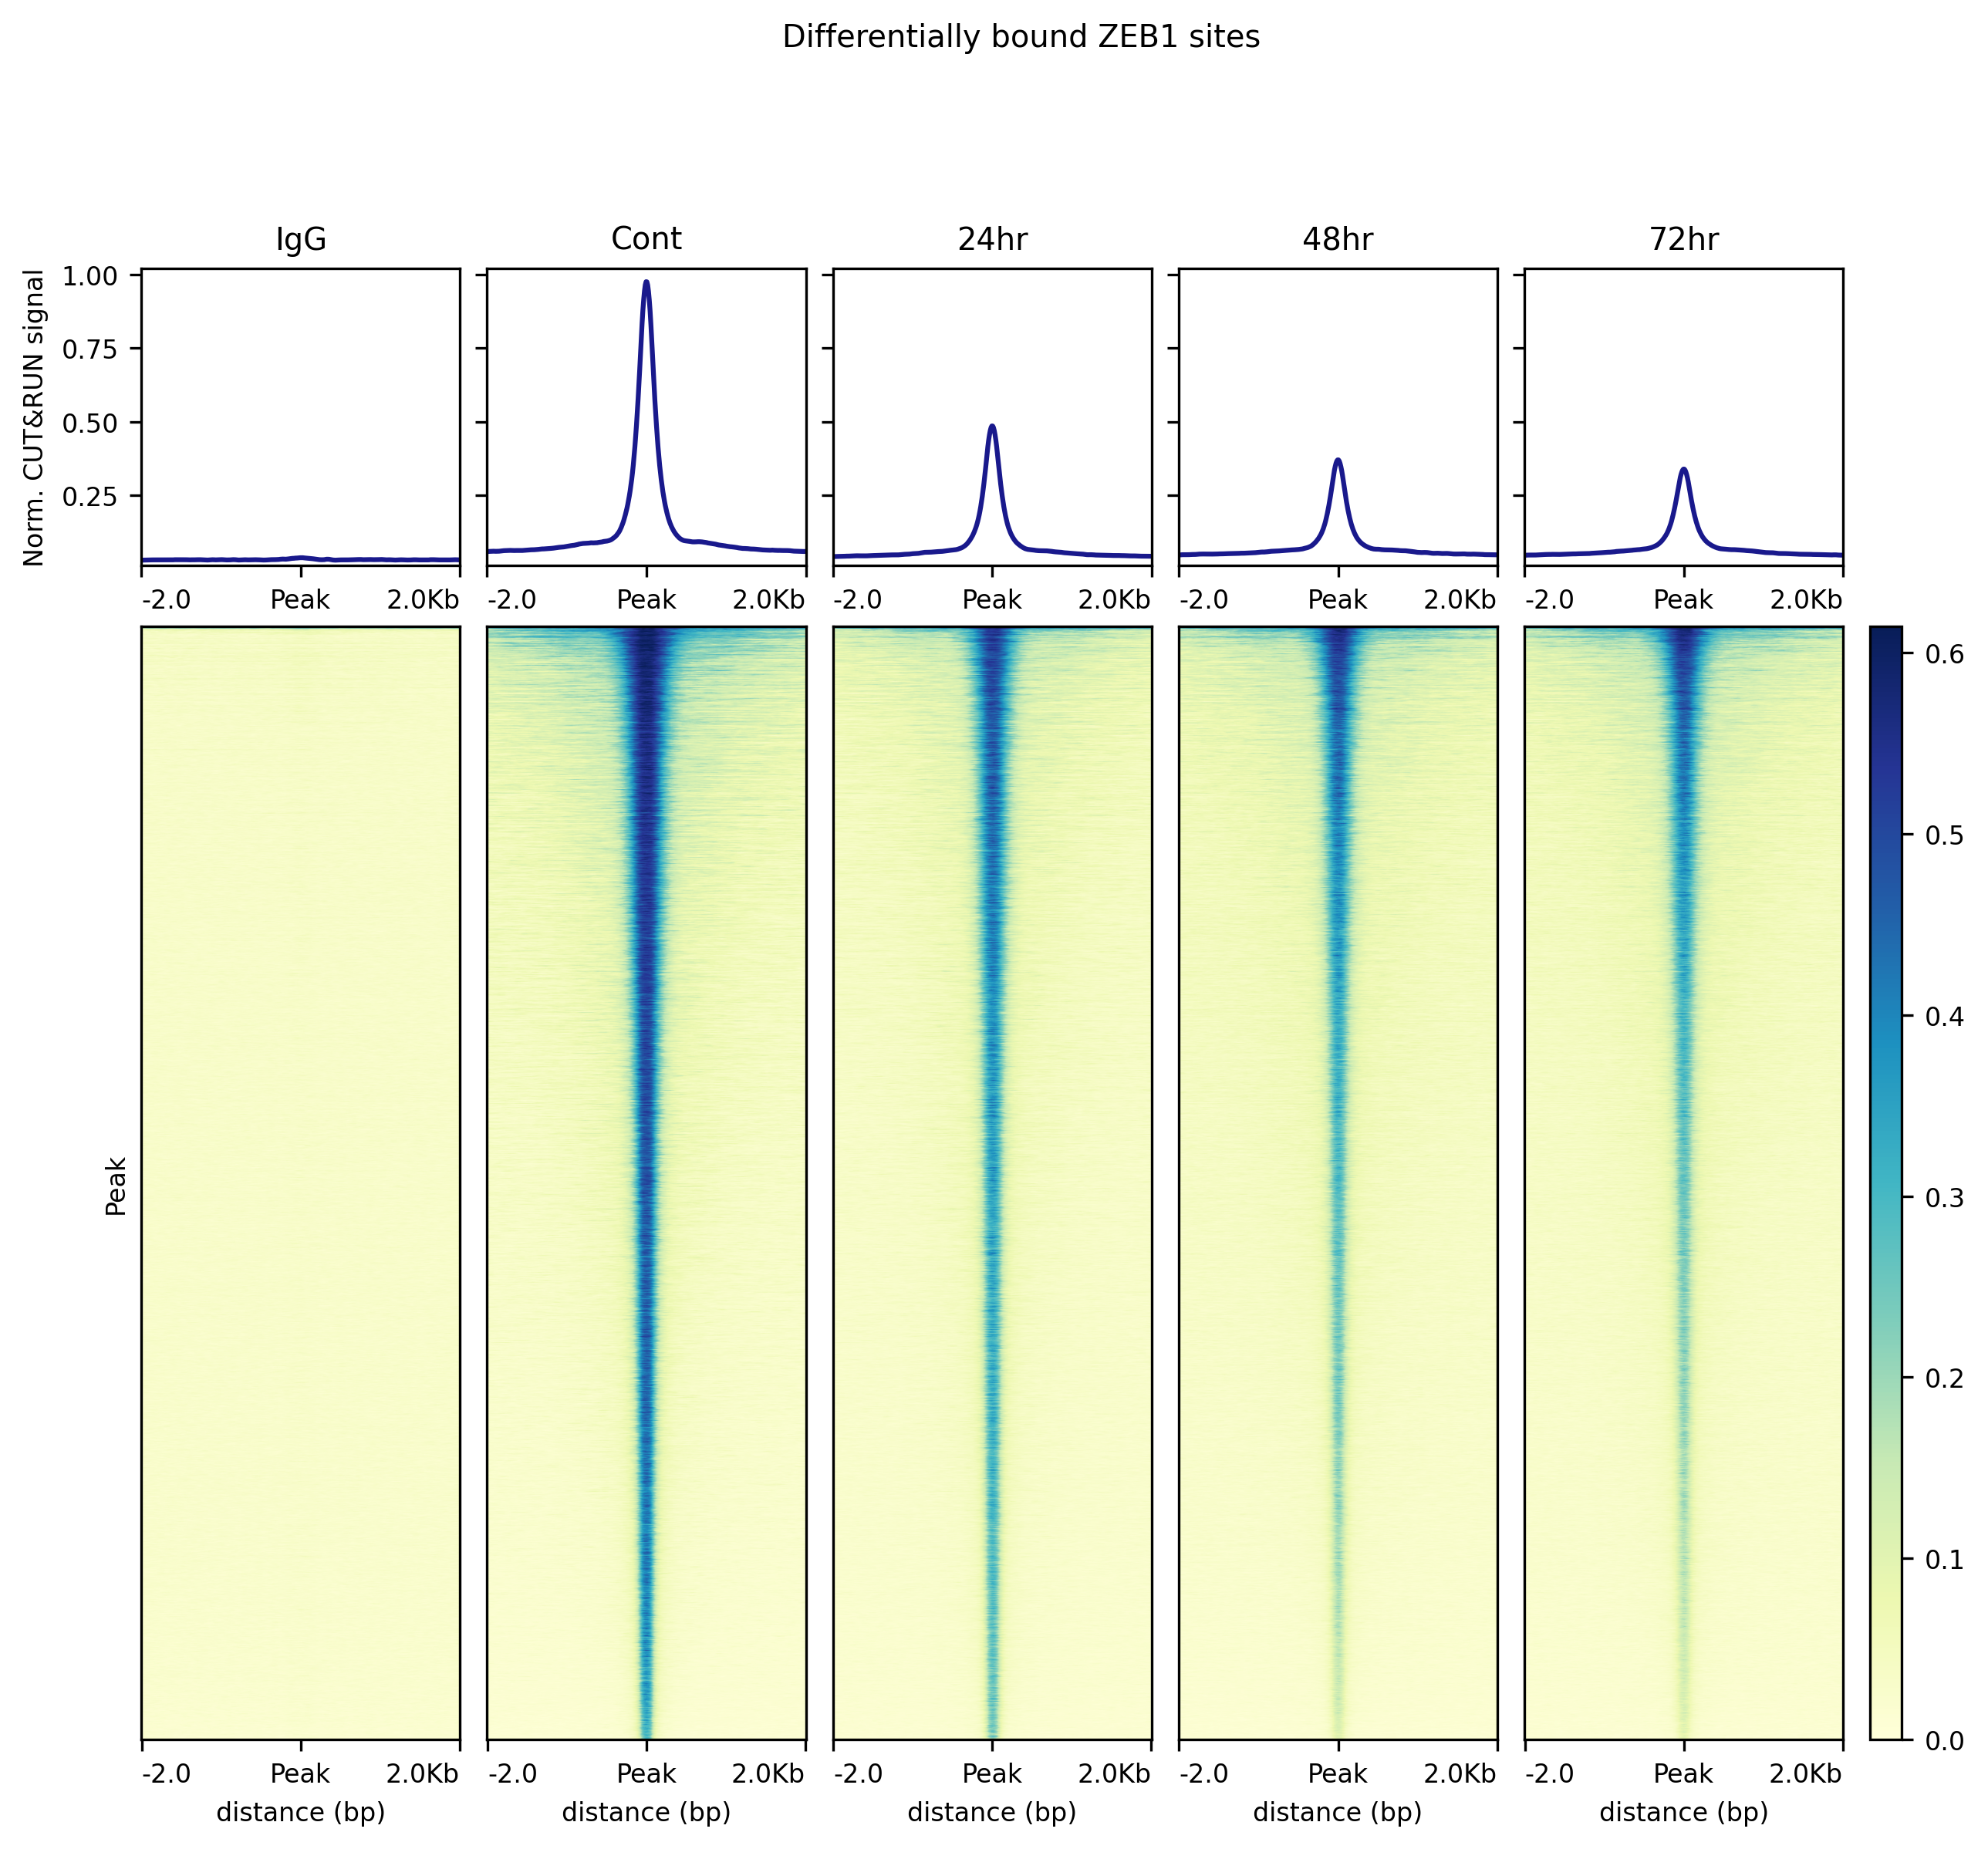 Differentially bound ZEB1 sites
IgG
Cont
24hr
48hr
72hr
Norm. CUT&RUN signal
1.00
0.75
0.50
0.25
-2.0 Peak 2.0Kb
-2.0 Peak 2.0Kb
-2.0 Peak 2.0Kb
-2.0 Peak 2.0Kb
-2.0 Peak 2.0Kb
Peak
0.6
0.5
0.4
0.3
0.2
0.1
0.0
-2.0 Peak 2.0Kb
-2.0 Peak 2.0Kb
-2.0 Peak 2.0Kb
-2.0 Peak 2.0Kb
-2.0 Peak 2.0Kb
distance (bp)
distance (bp)
distance (bp)
distance (bp)
distance (bp)